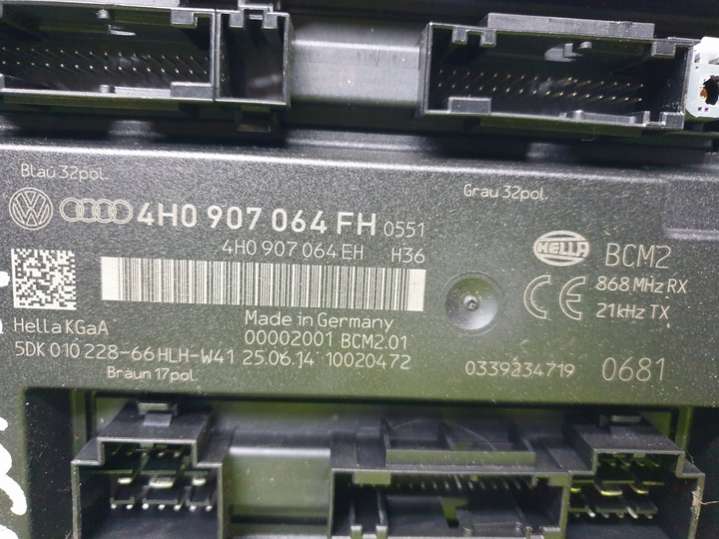 Blau 32pol.
Grau 32pol.
4H0 907 064 FH 0551
4H0 907 064 EH H36
HELLA BCM2
CE 868 MHz RX
21kHz TX
Hella KGaA
Made in Germany
00002001 BCM2.01
5DK 010 228-66 HLH-W41 25.06.14 10020472
0339234719 0681
Braun 17pol.